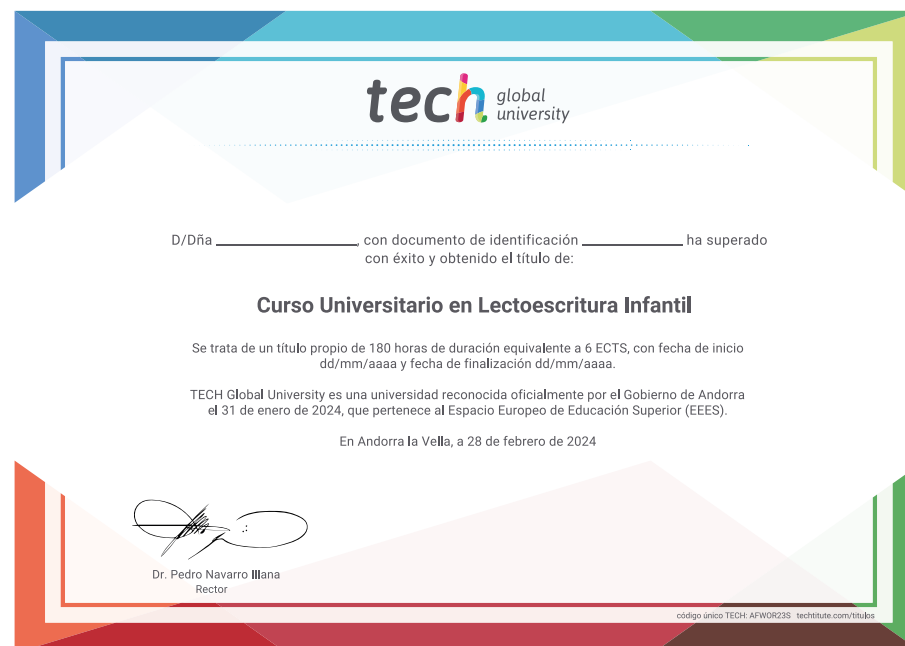 tech global university
D/Dña ________________, con documento de identificación ____________ ha superado
con éxito y obtenido el título de:
Curso Universitario en Lectoescritura Infantil
Se trata de un título propio de 180 horas de duración equivalente a 6 ECTS, con fecha de inicio
dd/mm/aaaa y fecha de finalización dd/mm/aaaa.
TECH Global University es una universidad reconocida oficialmente por el Gobierno de Andorra
el 31 de enero de 2024, que pertenece al Espacio Europeo de Educación Superior (EEES).
En Andorra la Vella, a 28 de febrero de 2024
Dr. Pedro Navarro Illana
Rector
código único TECH: AFWOR23S techtitute.com/titulos